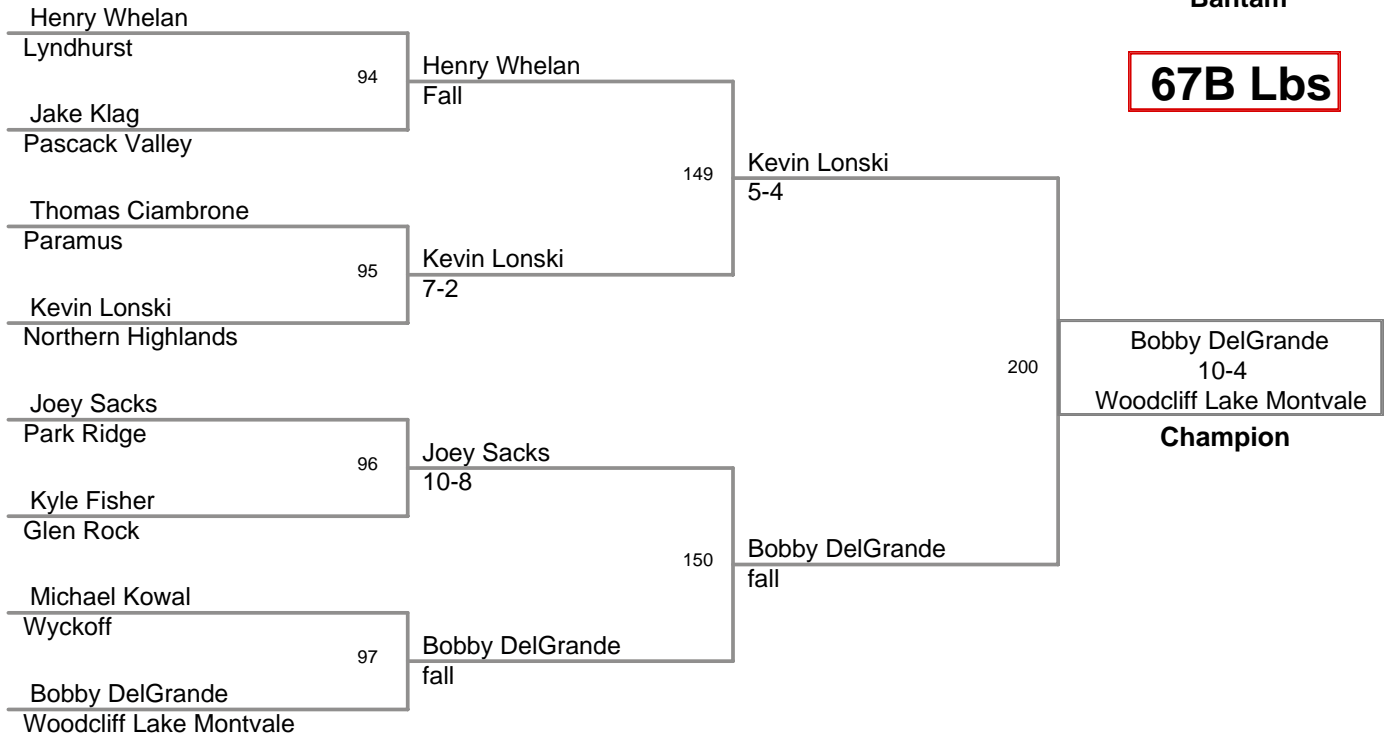 Bantam
67B Lbs
Henry Whelan
Lyndhurst
94
Jake Klag
Pascack Valley
Henry Whelan
Fall
Thomas Ciambrone
Paramus
95
Kevin Lonski
Northern Highlands
Kevin Lonski
7-2
149
Kevin Lonski
5-4
Joey Sacks
Park Ridge
96
Kyle Fisher
Glen Rock
Joey Sacks
10-8
Michael Kowal
Wyckoff
97
Bobby DelGrande
Woodcliff Lake Montvale
Bobby DelGrande
fall
150
Bobby DelGrande
fall
200
Bobby DelGrande
10-4
Woodcliff Lake Montvale
Champion